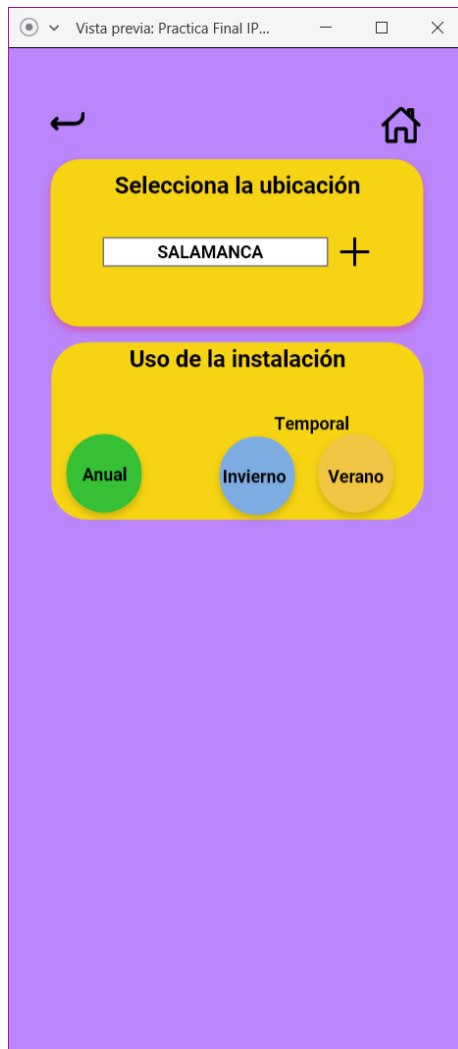 Vista previa: Practica Final IP...
Selecciona la ubicación
SALAMANCA
Uso de la instalación
Temporal
Anual
Invierno
Verano